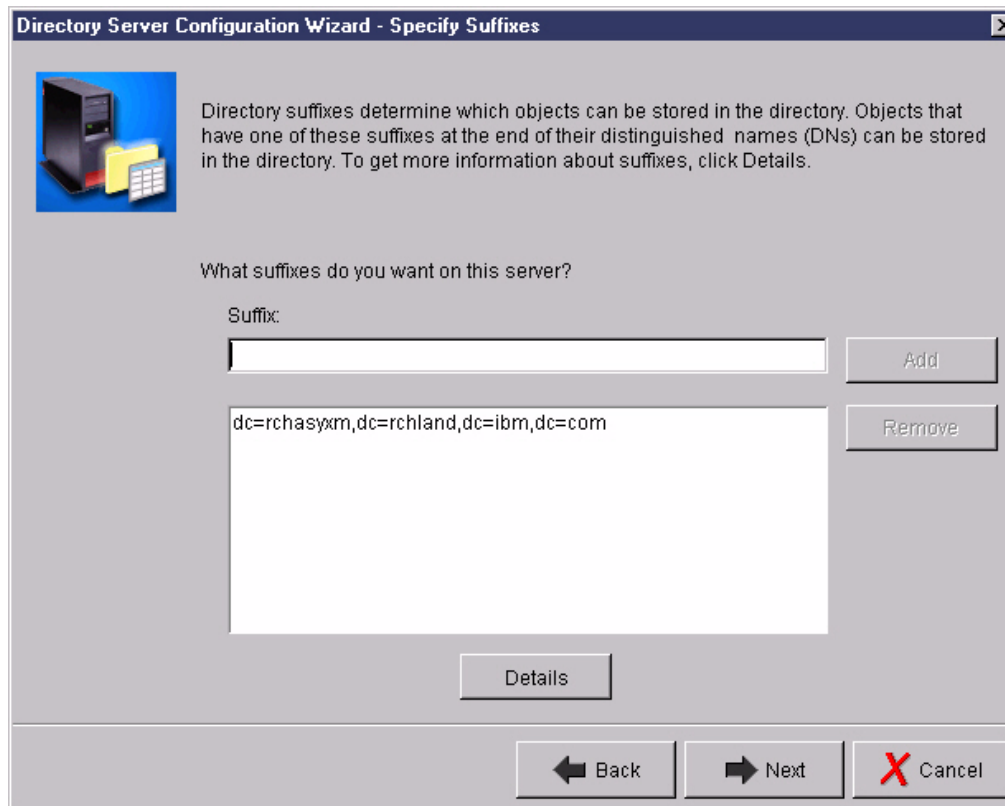 Directory Server Configuration Wizard - Specify Suffixes
Directory suffixes determine which objects can be stored in the directory. Objects that
have one of these suffixes at the end of their distinguished names (DNs) can be stored
in the directory. To get more information about suffixes, click Details.
What suffixes do you want on this server?
Suffix:
Add
dc=rchasyxm,dc=rchland,dc=ibm,dc=com
Remove
Details
Back
Next
Cancel